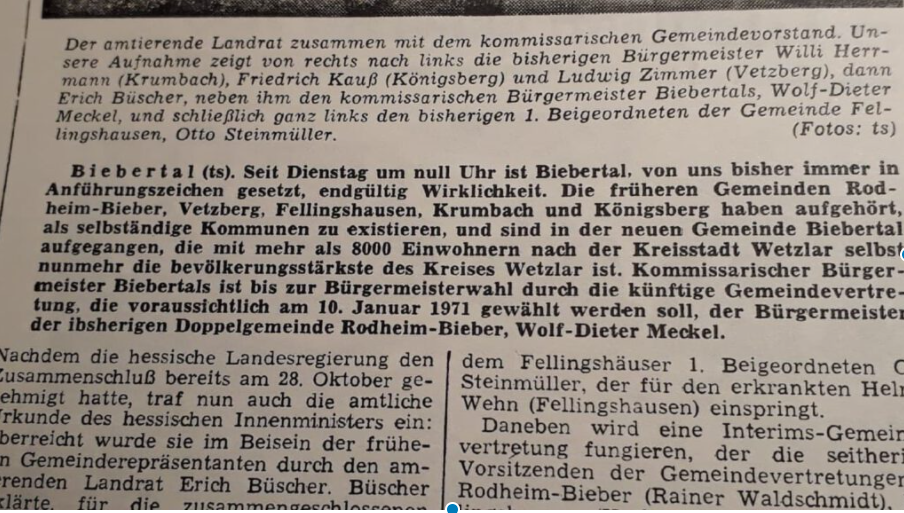 Der amtierende Landrat zusammen mit dem kommissarischen Gemeindevorstand. Un-
sere Aufnahme zeigt von rechts nach links die bisherigen Bürgermeister Willi Herr-
mann (Krumbach), Friedrich Kauß (Königsberg) und Ludwig Zimmer (Vetzberg), dann
Erich Büscher, neben ihm den kommissarischen Bürgermeister Biebertals, Wolf-Dieter
Meckel, und schließlich ganz links den bisherigen 1. Beigeordneten der Gemeinde Fel-
lingshausen, Otto Steinmüller. (Fotos: ts)
Biebertal (ts). Seit Dienstag um null Uhr ist Biebertal, von uns bisher immer in
Anführungszeichen gesetzt, endgültig Wirklichkeit. Die früheren Gemeinden Rod-
heim-Bieber, Vetzberg, Fellingshausen, Krumbach und Königsberg haben aufgehört,
als selbständige Kommunen zu existieren, und sind in der neuen Gemeinde Biebertal
aufgegangen, die mit mehr als 8000 Einwohnern nach der Kreisstadt Wetzlar selbst
nunmehr die bevölkerungsstärkste des Kreises Wetzlar ist. Kommissarischer Bürger-
meister Biebertals ist bis zur Bürgermeisterwahl durch die künftige Gemeindevertre-
tung, die voraussichtlich am 10. Januar 1971 gewählt werden soll, der Bürgermeister
der ibsherigen Doppelgemeinde Rodheim-Bieber, Wolf-Dieter Meckel.
Nachdem die hessische Landesregierung den
Zusammenschluß bereits am 28. Oktober ge-
ehmigt hatte, traf nun auch die amtliche
rkunde des hessischen Innenministers ein:
berreicht wurde sie im Beisein der frühe-
n Gemeinderepräsentanten durch den am-
erenden Landrat Erich Büscher. Büscher
klärte, für die zusammengeschlossenen
dem Fellingshäuser 1. Beigeordneten O
Steinmüller, der für den erkrankten Helm
Wehn (Fellingshausen) einspringt.
Daneben wird eine Interims-Gemein
vertretung fungieren, der die seitheri
Vorsitzenden der Gemeindevertretungen
Rodheim-Bieber (Rainer Waldschmidt),